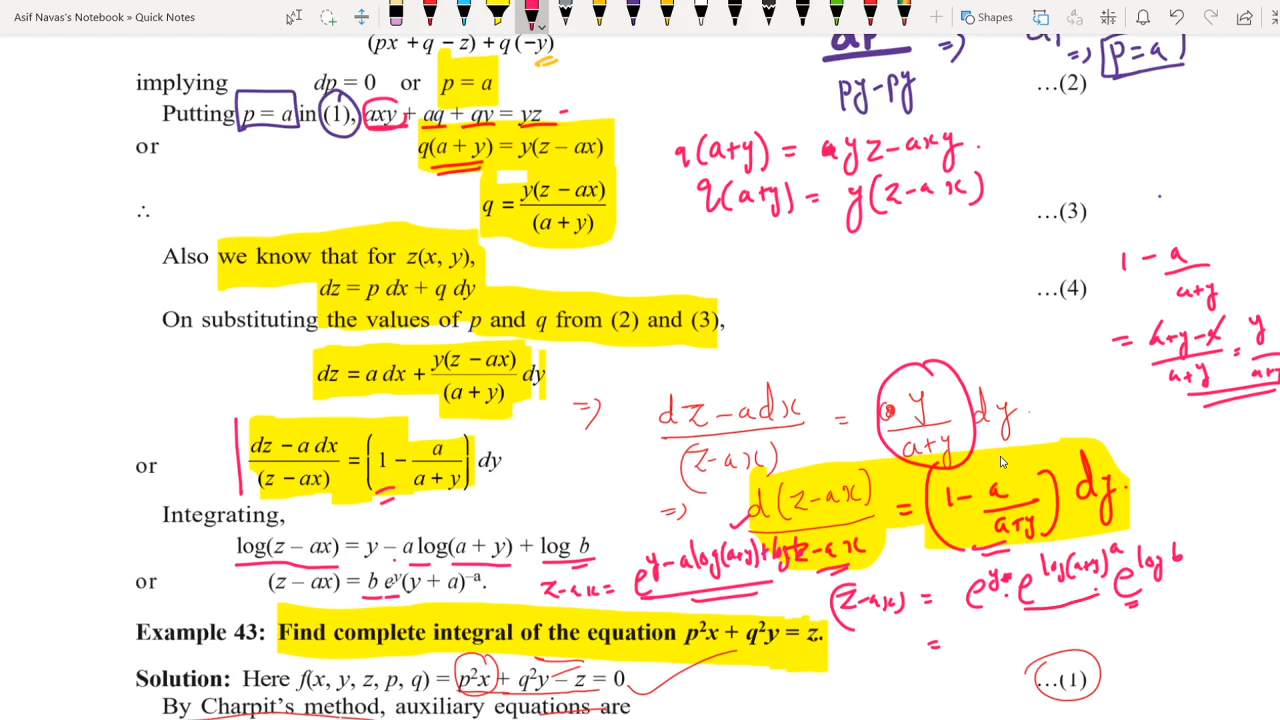 Asif Navas's Notebook » Quick Notes
Shapes
(px + q – z) + q (–y)
py-py =)
=) p=a
implying dp = 0 or p = a ...(2)
Putting p = a in (1), axy + aq + qy = yz
or q(a + y) = y(z – ax)
q(a+y) = ayz-axy.
q(a+y) = y(z-ax)
∴ q = y(z – ax)/(a + y) ...(3)
Also we know that for z(x, y),
dz = p dx + q dy ...(4)
1 - a/(a+y)
= (a+y-a)/(a+y) = y/
On substituting the values of p and q from (2) and (3),
dz = a dx + y(z – ax)/(a + y) dy
=) (dz-adx)/(z-ax) = y/(a+y) dy.
or (dz – a dx)/(z – ax) = [1 – a/(a + y)] dy
=) d(z-ax)/(z-ax) = (1 - a/(a+y)) dy.
Integrating,
log(z – ax) = y – a log(a + y) + log b
z-ax = e^(y-alog(a+y)+logb)
or (z – ax) = b e^y(y + a)^–a.
(z-ax) = e^y . e^(log(a+y)^a) . e^(log b)
=
Example 43: Find complete integral of the equation p²x + q²y = z.
Solution: Here f(x, y, z, p, q) = p²x + q²y – z = 0 ...(1)
By Charpit's method, auxiliary equations are